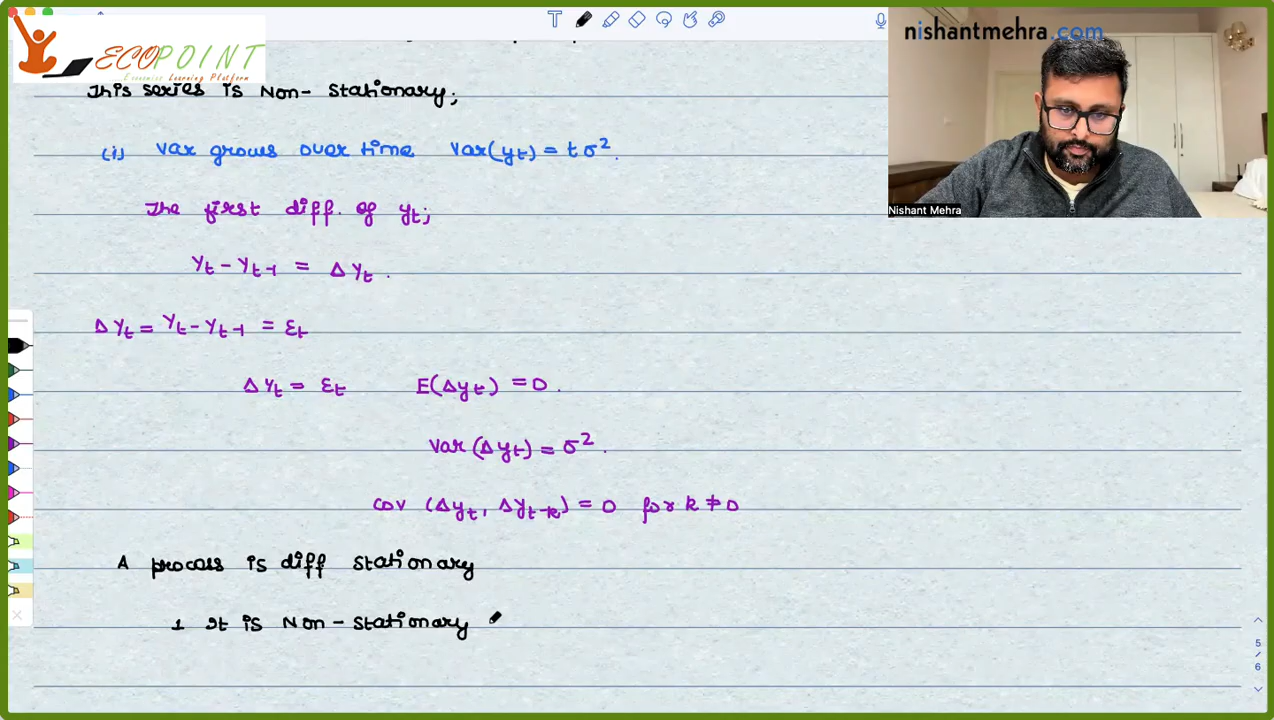 ECOPOINT
Economics Learning Platform
nishantmehra.com
Nishant Mehra
This series is Non-Stationary;
(i) Var grows over time Var(yt) = tσ².
The first diff. of yt;
Yt - Yt-1 = ΔYt.
ΔYt = Yt - Yt-1 = εt
ΔYt = εt E(Δyt) = 0.
Var(Δyt) = σ².
Cov (Δyt, Δyt-k) = 0 for k ≠ 0
A process is diff stationary
1 It is Non-stationary
5
/
6